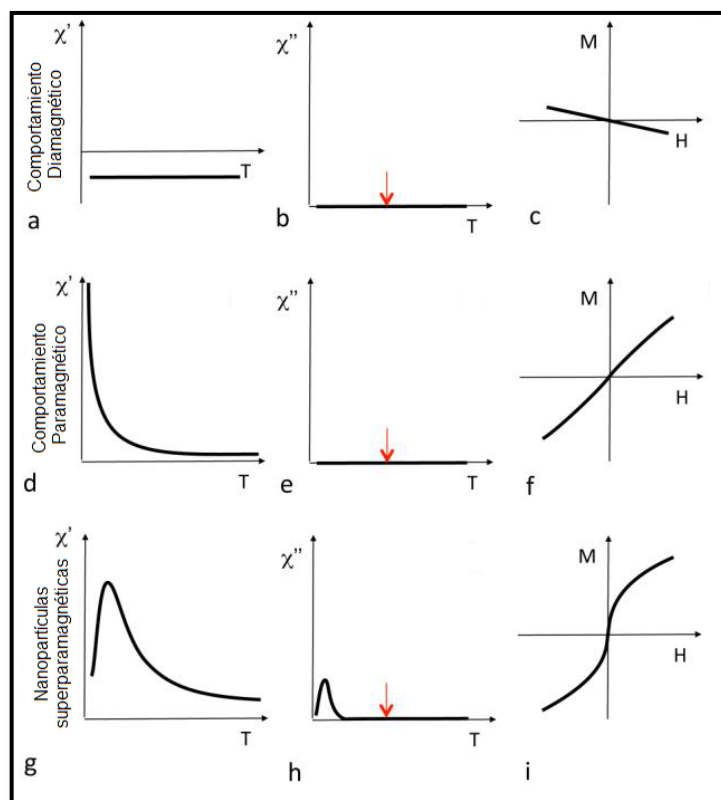 Comportamiento
Diamagnético
χ’
T
a
χ’’
T
b
M
H
c
Comportamiento
Paramagnético
χ’
T
d
χ’’
T
e
M
H
f
Nanopartículas
superparamagnéticas
χ’
T
g
χ’’
T
h
M
H
i